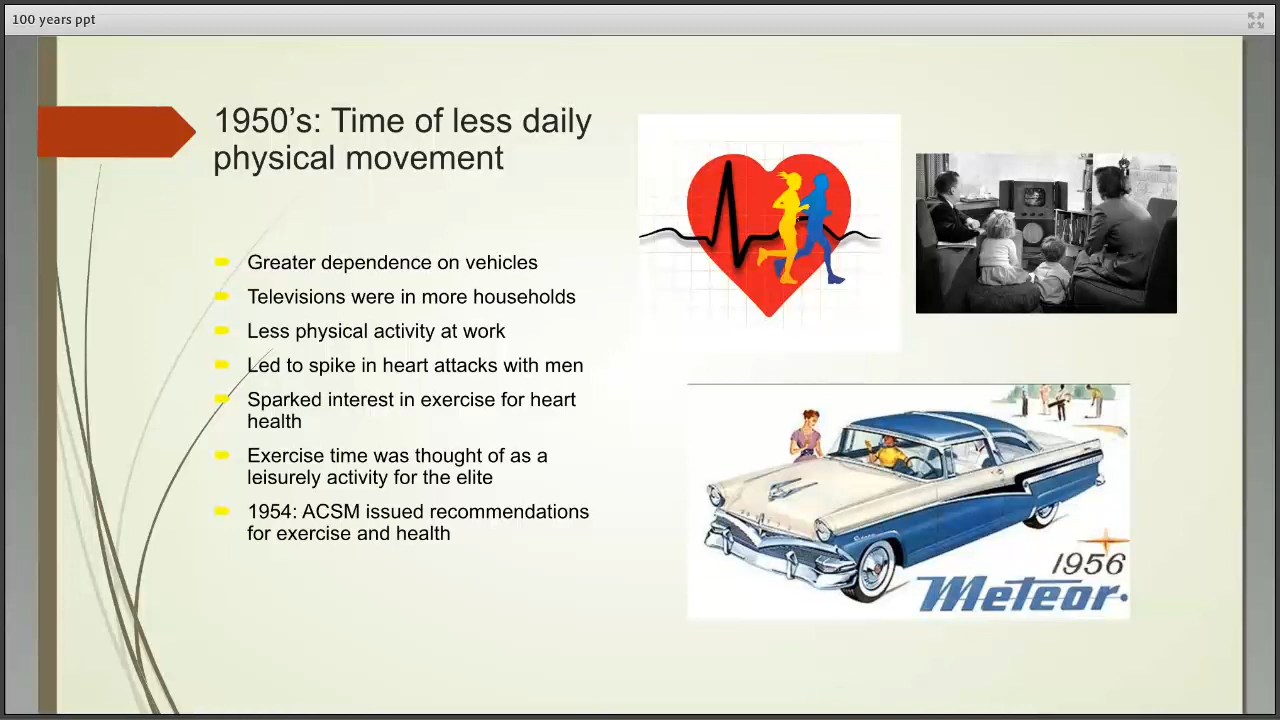 100 years ppt
1950’s: Time of less daily
physical movement
Greater dependence on vehicles
Televisions were in more households
Less physical activity at work
Led to spike in heart attacks with men
Sparked interest in exercise for heart
health
Exercise time was thought of as a
leisurely activity for the elite
1954: ACSM issued recommendations
for exercise and health
1956
Meteor